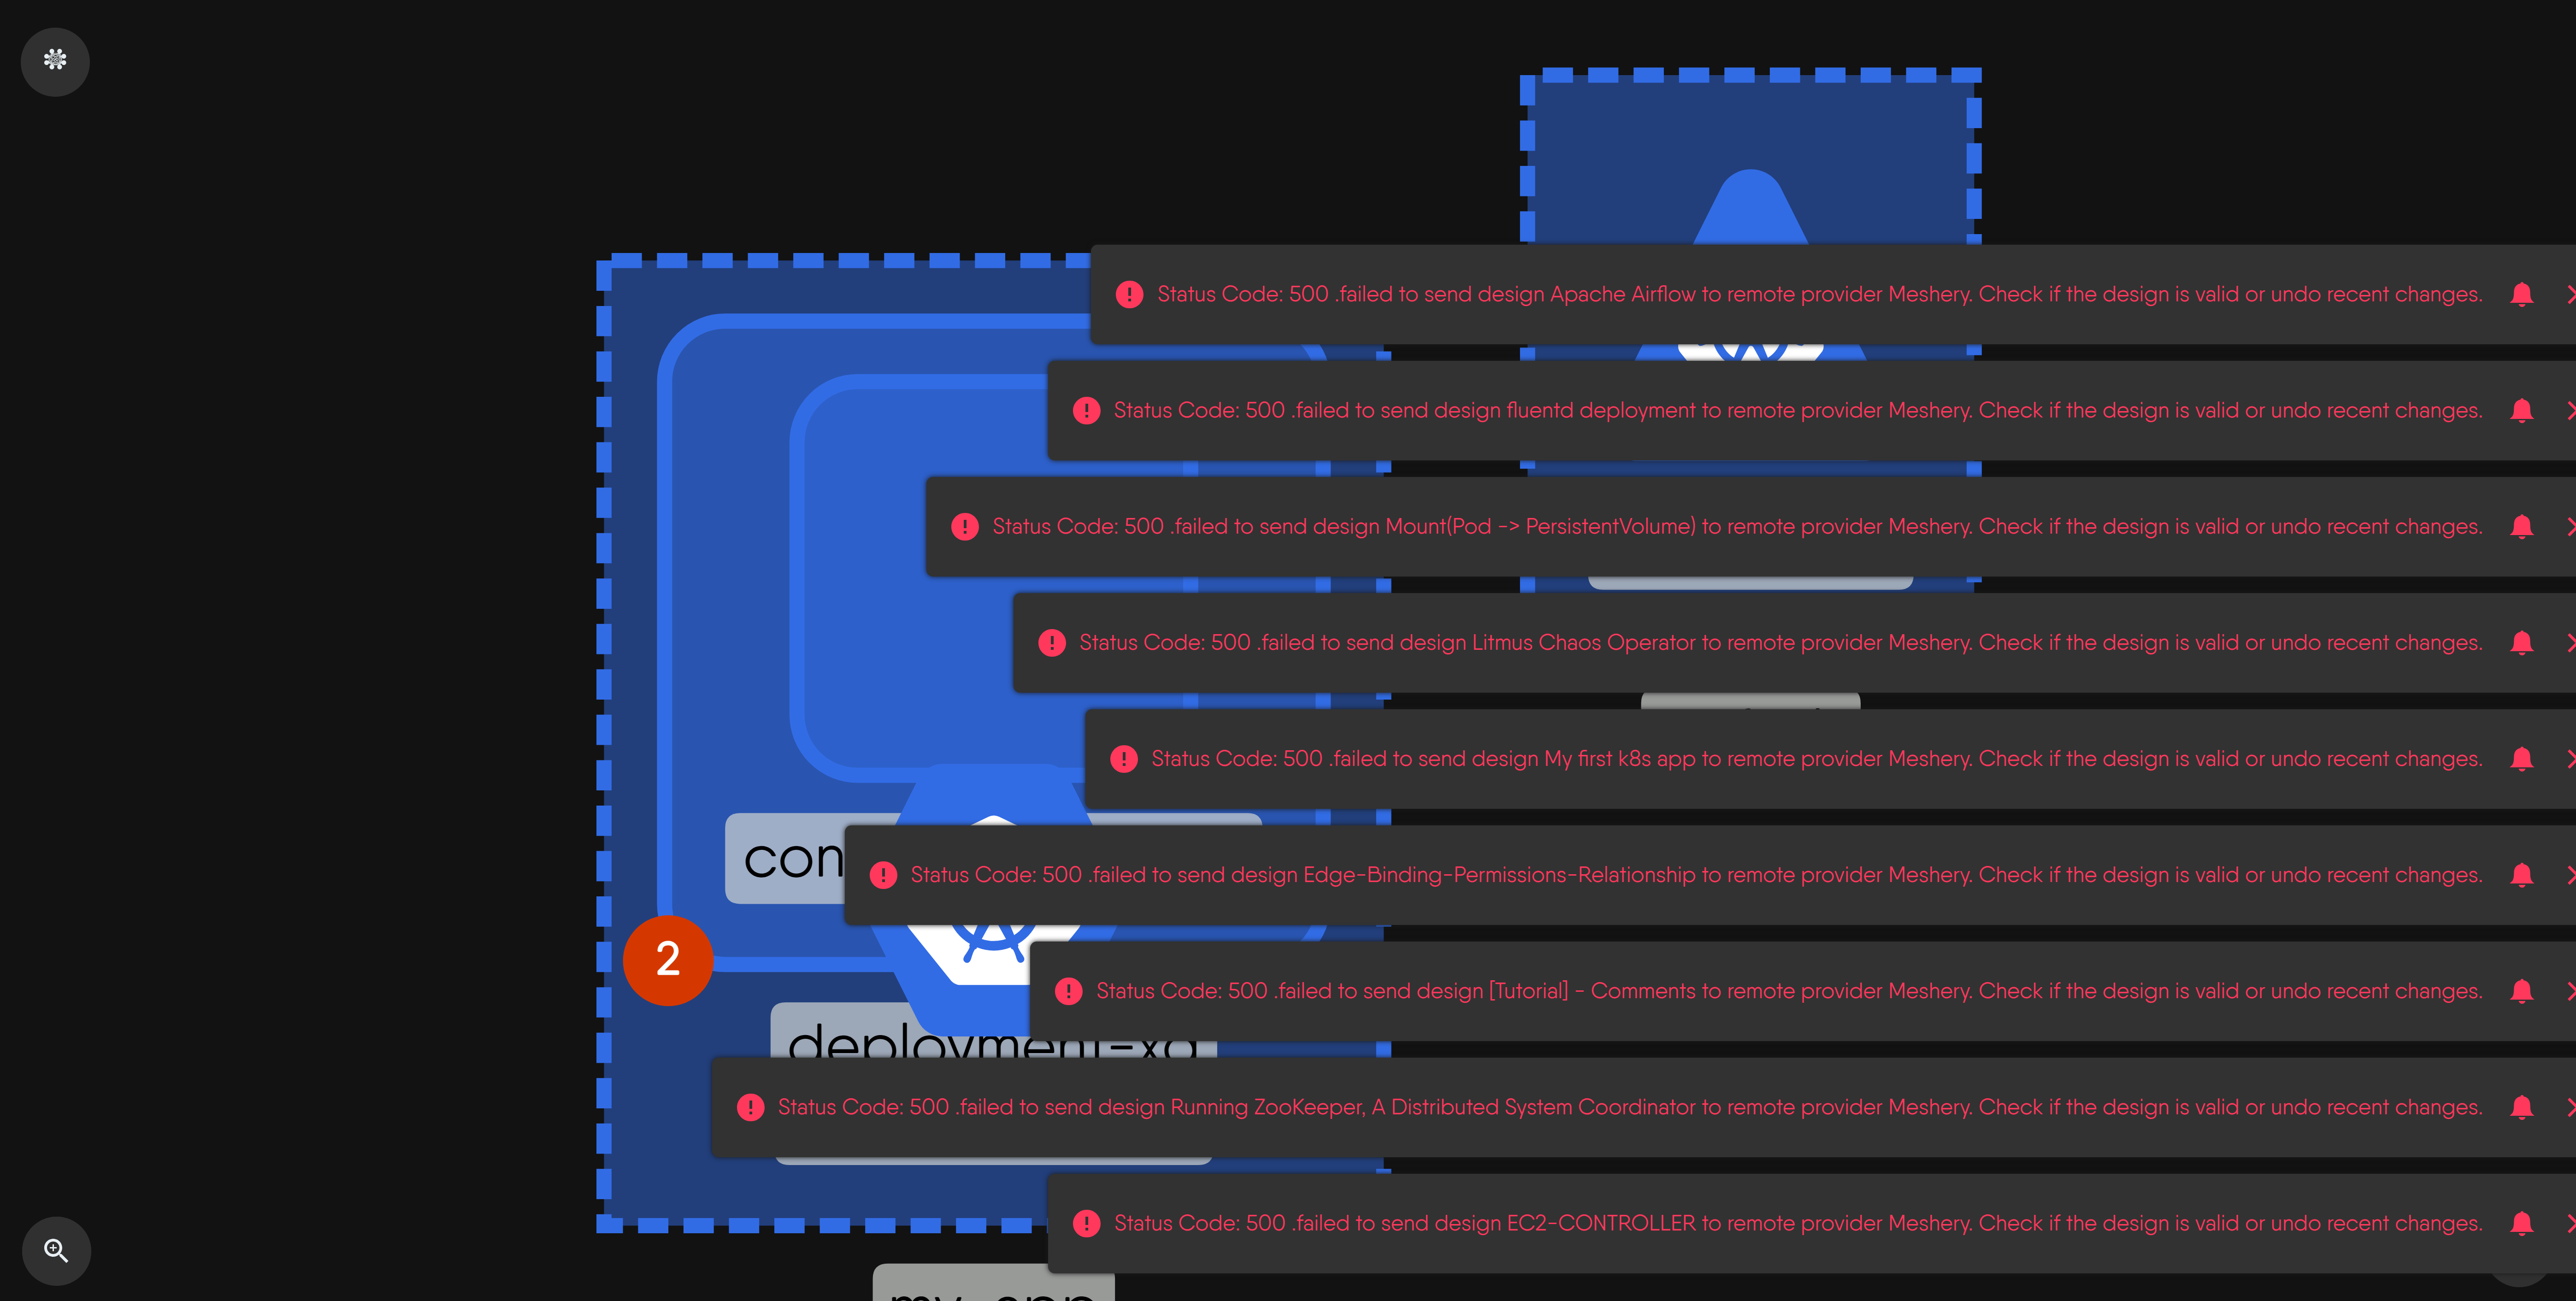 Status Code: 500 .failed to send design Apache Airflow to remote provider Meshery. Check if the design is valid or undo recent changes.
Status Code: 500 .failed to send design fluentd deployment to remote provider Meshery. Check if the design is valid or undo recent changes.
Status Code: 500 .failed to send design Mount(Pod -> PersistentVolume) to remote provider Meshery. Check if the design is valid or undo recent changes.
Status Code: 500 .failed to send design Litmus Chaos Operator to remote provider Meshery. Check if the design is valid or undo recent changes.
Status Code: 500 .failed to send design My first k8s app to remote provider Meshery. Check if the design is valid or undo recent changes.
con
Status Code: 500 .failed to send design Edge-Binding-Permissions-Relationship to remote provider Meshery. Check if the design is valid or undo recent changes.
2
Status Code: 500 .failed to send design [Tutorial] - Comments to remote provider Meshery. Check if the design is valid or undo recent changes.
Status Code: 500 .failed to send design Running ZooKeeper, A Distributed System Coordinator to remote provider Meshery. Check if the design is valid or undo recent changes.
Status Code: 500 .failed to send design EC2-CONTROLLER to remote provider Meshery. Check if the design is valid or undo recent changes.